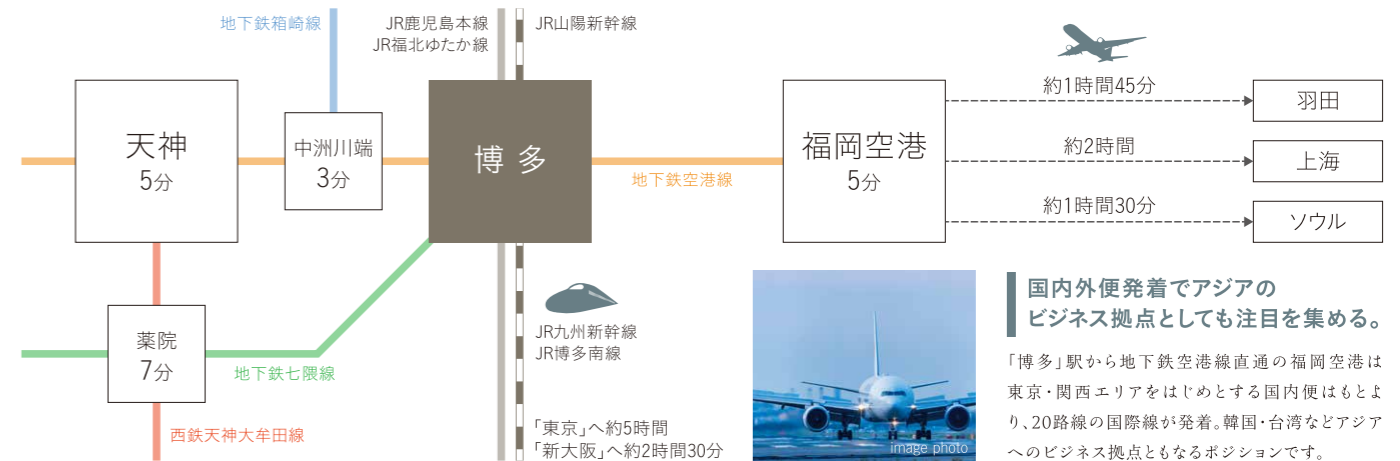 地下鉄箱崎線
JR鹿児島本線
JR福北ゆたか線
JR山陽新幹線
天神
5分
中洲川端
3分
博多
地下鉄空港線
福岡空港
5分
約1時間45分
羽田
約2時間
上海
約1時間30分
ソウル
薬院
7分
地下鉄七隈線
西鉄天神大牟田線
JR九州新幹線
JR博多南線
「東京」へ約5時間
「新大阪」へ約2時間30分
image photo
国内外便発着でアジアの
ビジネス拠点としても注目を集める。
「博多」駅から地下鉄空港線直通の福岡空港は
東京・関西エリアをはじめとする国内便はもとよ
り、20路線の国際線が発着。韓国・台湾などアジア
へのビジネス拠点ともなるポジションです。